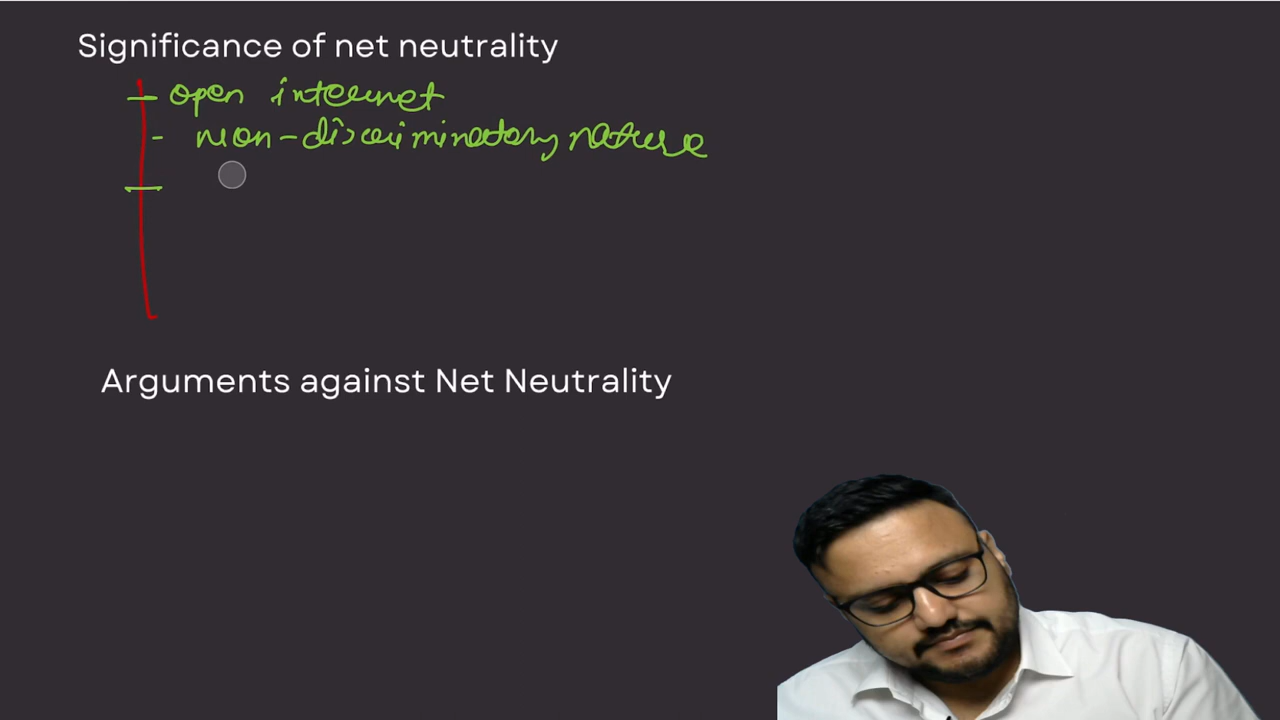 Significance of net neutrality
- open internet
- non-discriminatory nature
Arguments against Net Neutrality